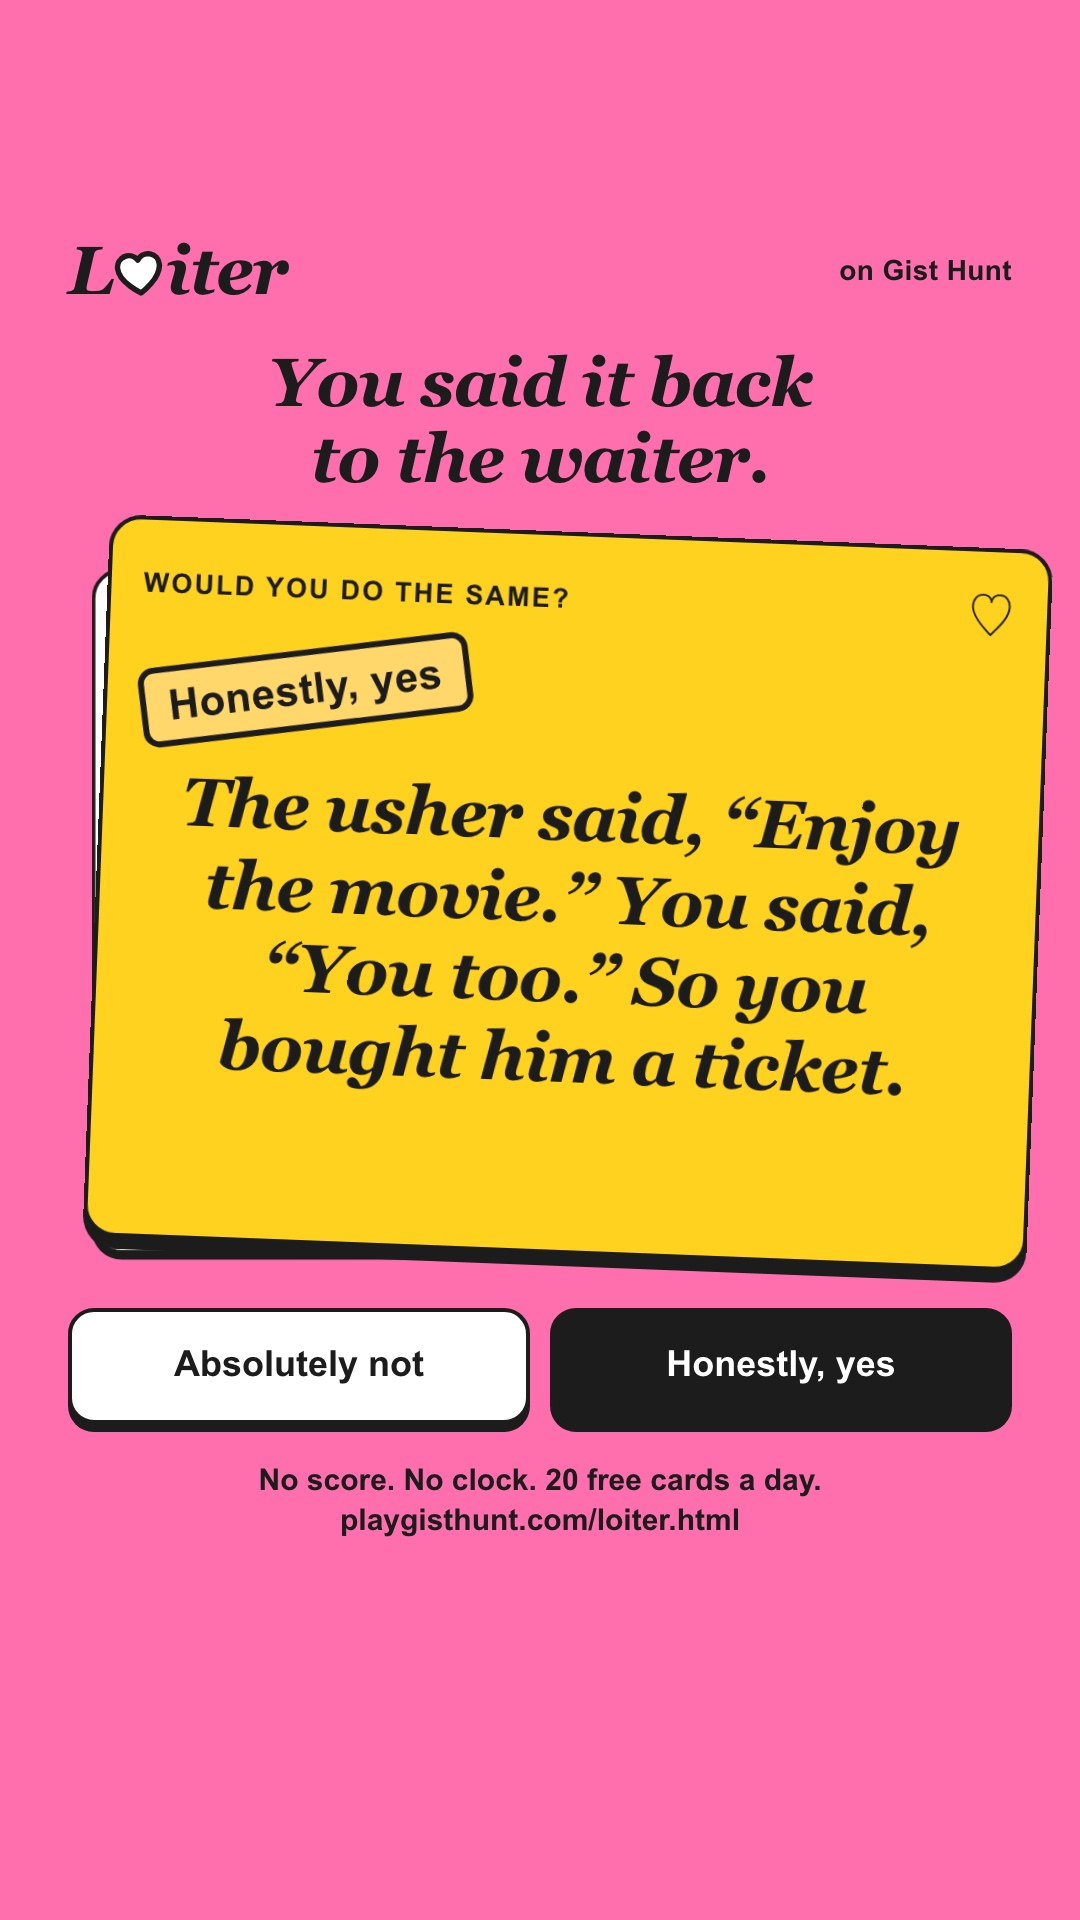 Loiter
on Gist Hunt
You said it back
to the waiter.
WOULD YOU DO THE SAME?
Honestly, yes
The usher said, “Enjoy
the movie.” You said,
“You too.” So you
bought him a ticket.
Absolutely not
Honestly, yes
No score. No clock. 20 free cards a day.
playgisthunt.com/loiter.html